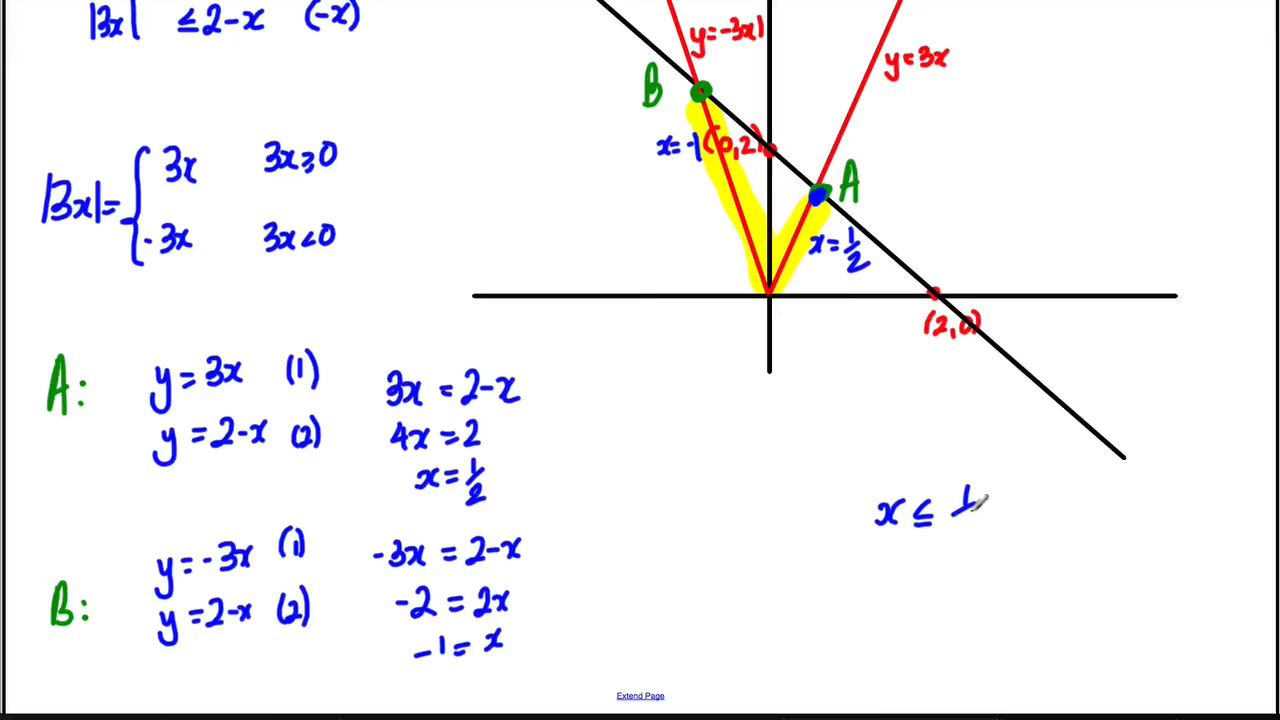 |3x| ≤ 2-x (-x)
y=-3x|
y=3x
B
x=-1
(0,2)
A
x=1/2
(2,0)
|3x|= { 3x 3x≥0
-3x 3x<0
A:
y=3x (1)
y=2-x (2)
3x=2-x
4x=2
x=1/2
x ≤ 1
B:
y=-3x (1)
y=2-x (2)
-3x=2-x
-2=2x
-1=x
Extend Page